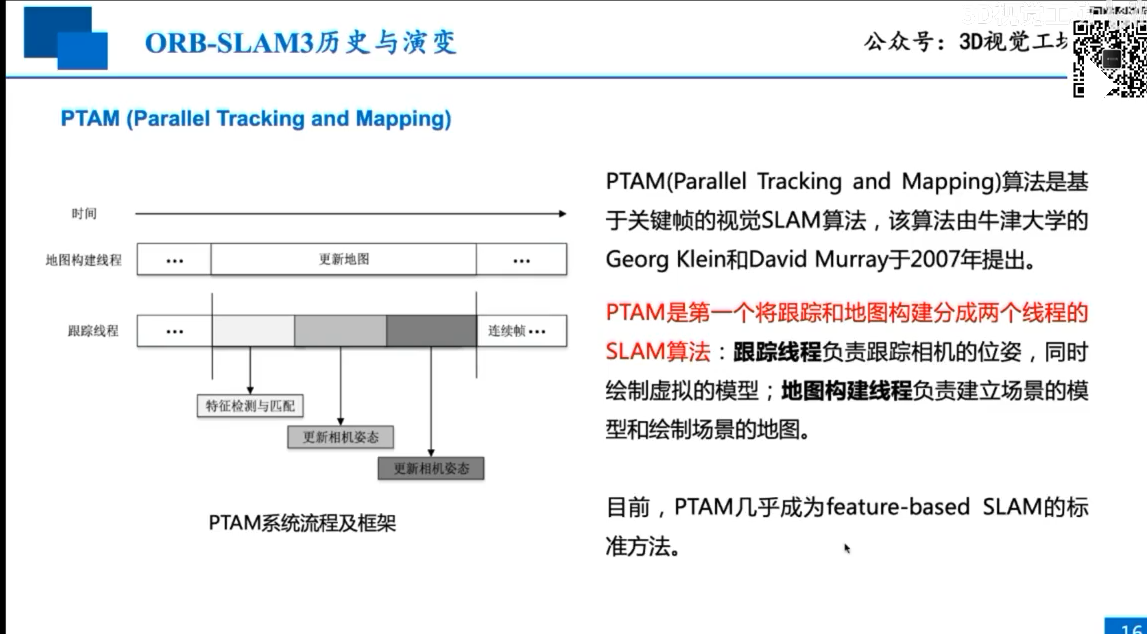 ORB-SLAM3历史与演变
3D视觉工坊
公众号：3D视觉工坊
PTAM (Parallel Tracking and Mapping)
时间
地图构建线程
•••
更新地图
•••
跟踪线程
•••
连续帧•••
特征检测与匹配
更新相机姿态
更新相机姿态
PTAM系统流程及框架
PTAM(Parallel Tracking and Mapping)算法是基
于关键帧的视觉SLAM算法，该算法由牛津大学的
Georg Klein和David Murray于2007年提出。
PTAM是第一个将跟踪和地图构建分成两个线程的
SLAM算法：跟踪线程负责跟踪相机的位姿，同时
绘制虚拟的模型；地图构建线程负责建立场景的模
型和绘制场景的地图。
目前，PTAM几乎成为feature-based SLAM的标
准方法。
16